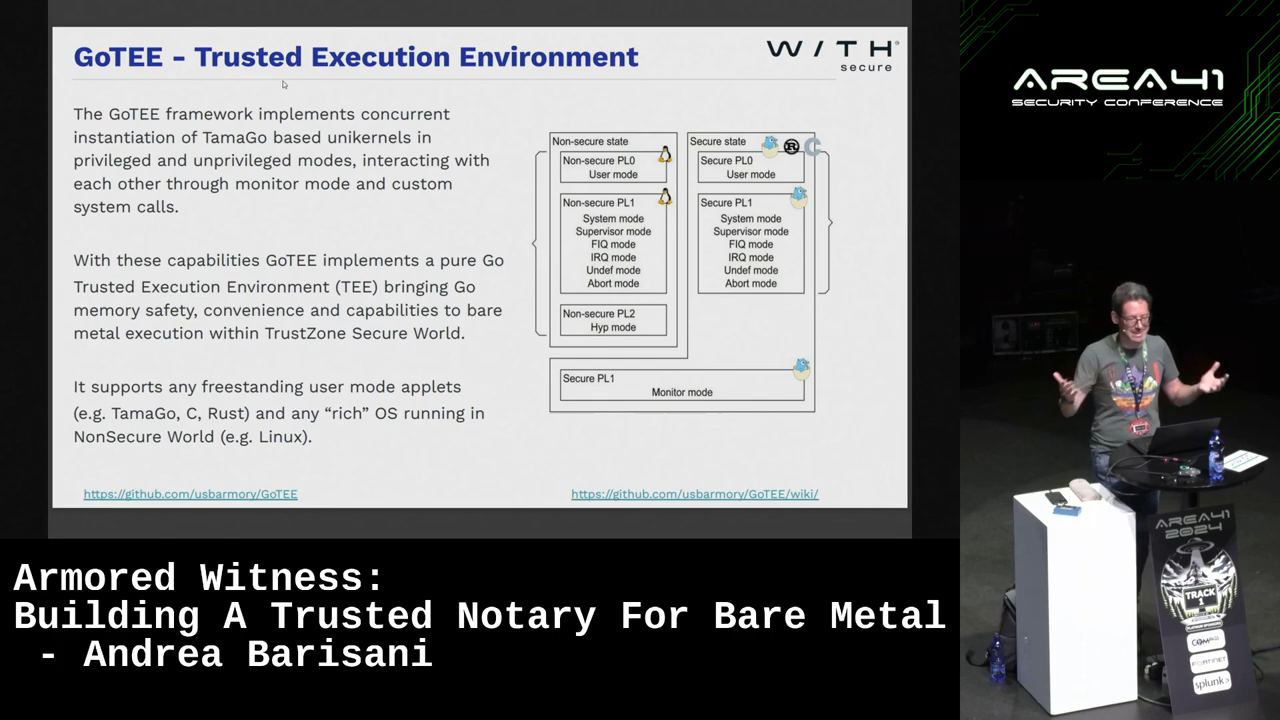 GoTEE - Trusted Execution Environment
W / T H
secure
The GoTEE framework implements concurrent
instantiation of TamaGo based unikernels in
privileged and unprivileged modes, interacting with
each other through monitor mode and custom
system calls.
With these capabilities GoTEE implements a pure Go
Trusted Execution Environment (TEE) bringing Go
memory safety, convenience and capabilities to bare
metal execution within TrustZone Secure World.
It supports any freestanding user mode applets
(e.g. TamaGo, C, Rust) and any “rich” OS running in
NonSecure World (e.g. Linux).
https://github.com/usbarmory/GoTEE
Non-secure state
Non-secure PL0
User mode
Non-secure PL1
System mode
Supervisor mode
FIQ mode
IRQ mode
Undef mode
Abort mode
Non-secure PL2
Hyp mode
Secure state
Secure PL0
User mode
Secure PL1
System mode
Supervisor mode
FIQ mode
IRQ mode
Undef mode
Abort mode
Secure PL1
Monitor mode
https://github.com/usbarmory/GoTEE/wiki/
AREA41
SECURITY CONFERENCE
AREA41
2024
TRACK
1
COMPASS
FORTINET
splunk>
Armored Witness:
Building A Trusted Notary For Bare Metal
- Andrea Barisani